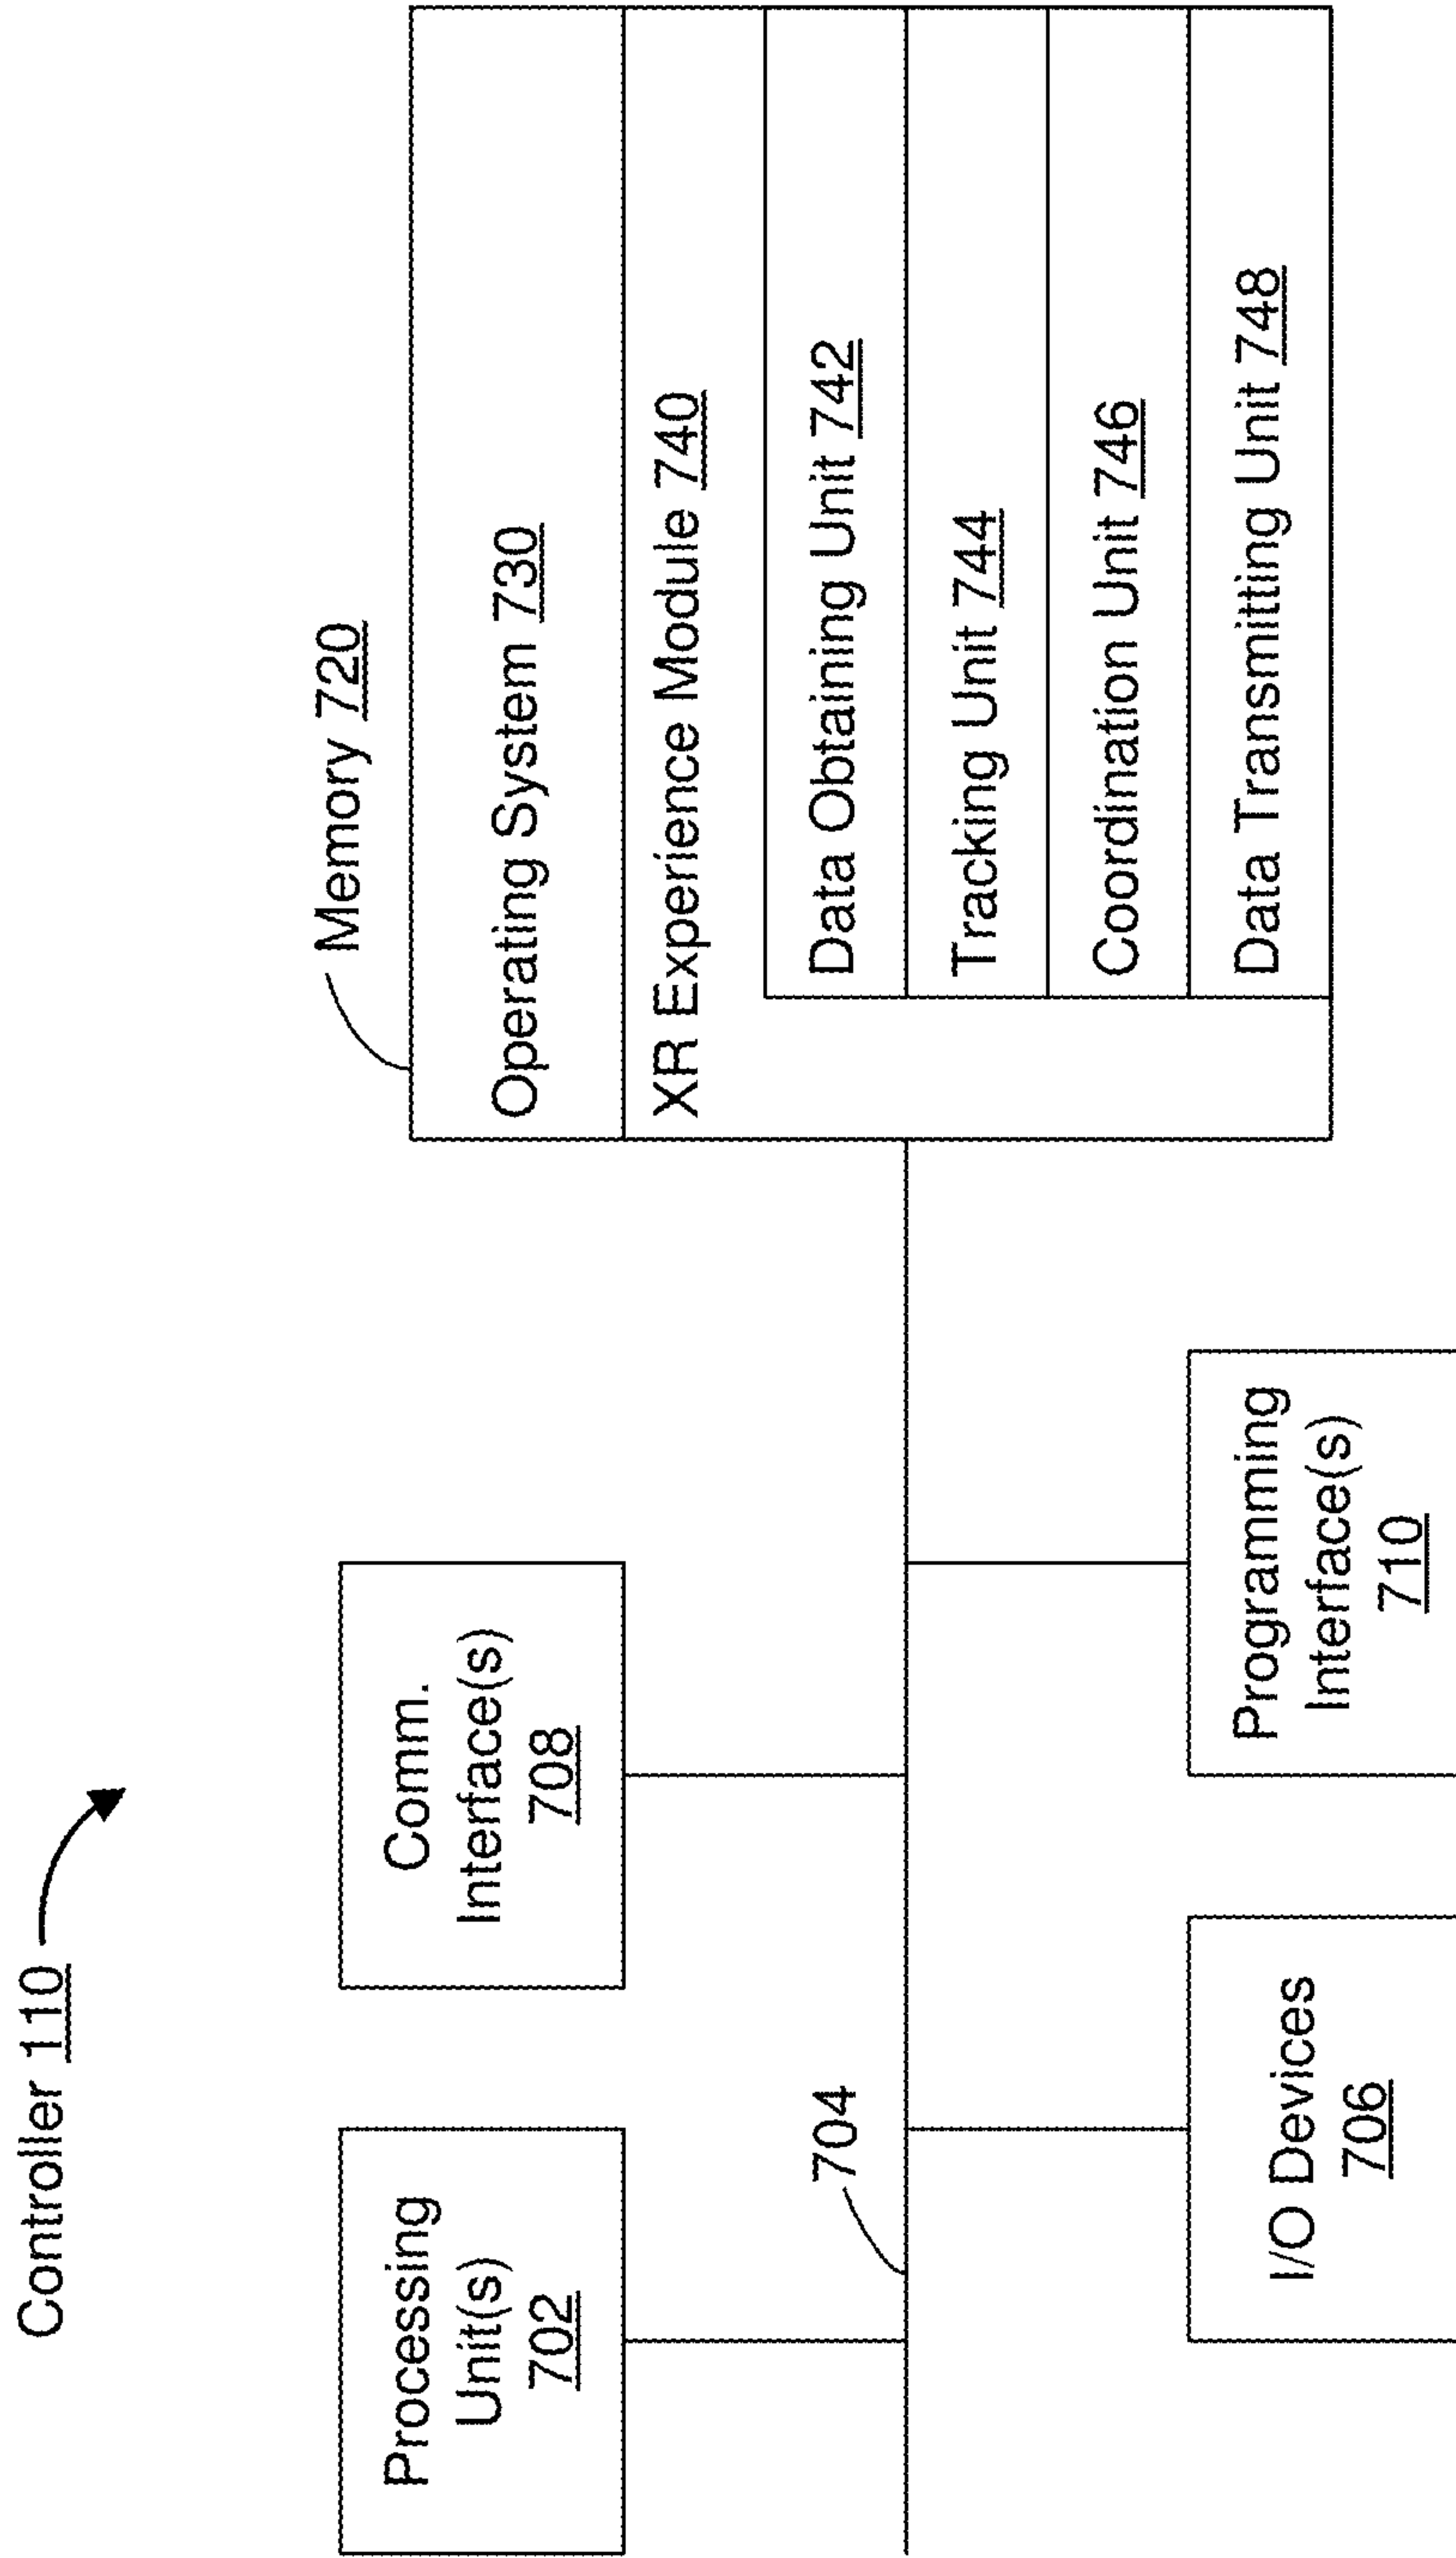 Controller 110
Processing
Unit(s)
702
Comm.
Interface(s)
708
Memory 720
Operating System 730
XR Experience Module 740
Data Obtaining Unit 742
Tracking Unit 744
Coordination Unit 746
Data Transmitting Unit 748
704
I/O Devices
706
Programming
Interface(s)
710